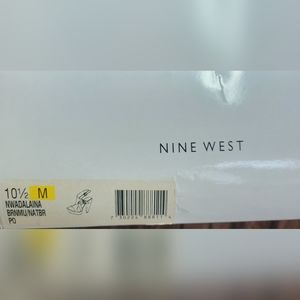 NINE WEST
10½ M
NWADALAINA
BRNMU/NATBR
PO